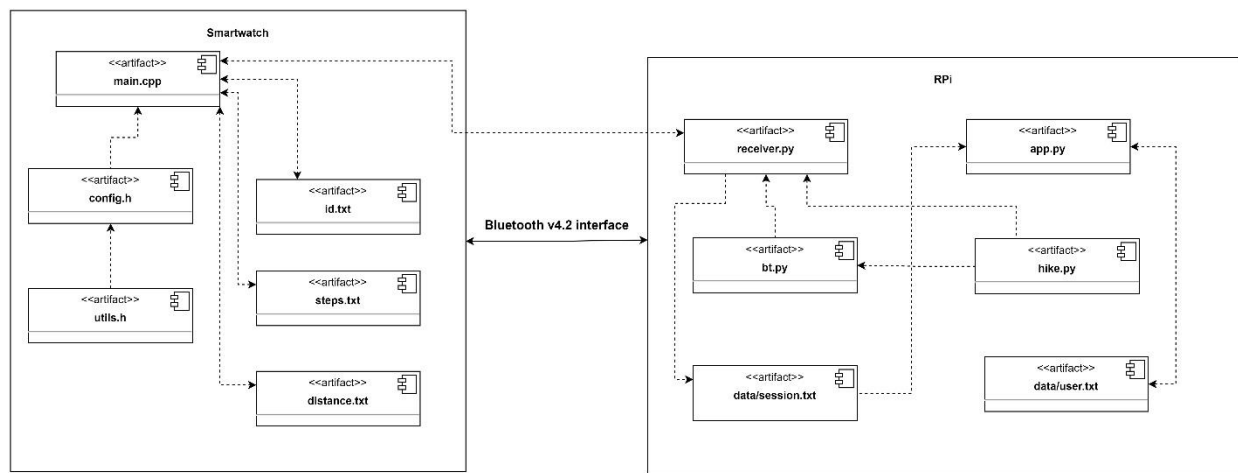 Smartwatch
<<artifact>>
main.cpp
<<artifact>>
config.h
<<artifact>>
id.txt
<<artifact>>
steps.txt
<<artifact>>
utils.h
<<artifact>>
distance.txt
Bluetooth v4.2 interface
RPi
<<artifact>>
receiver.py
<<artifact>>
app.py
<<artifact>>
bt.py
<<artifact>>
hike.py
<<artifact>>
data/session.txt
<<artifact>>
data/user.txt